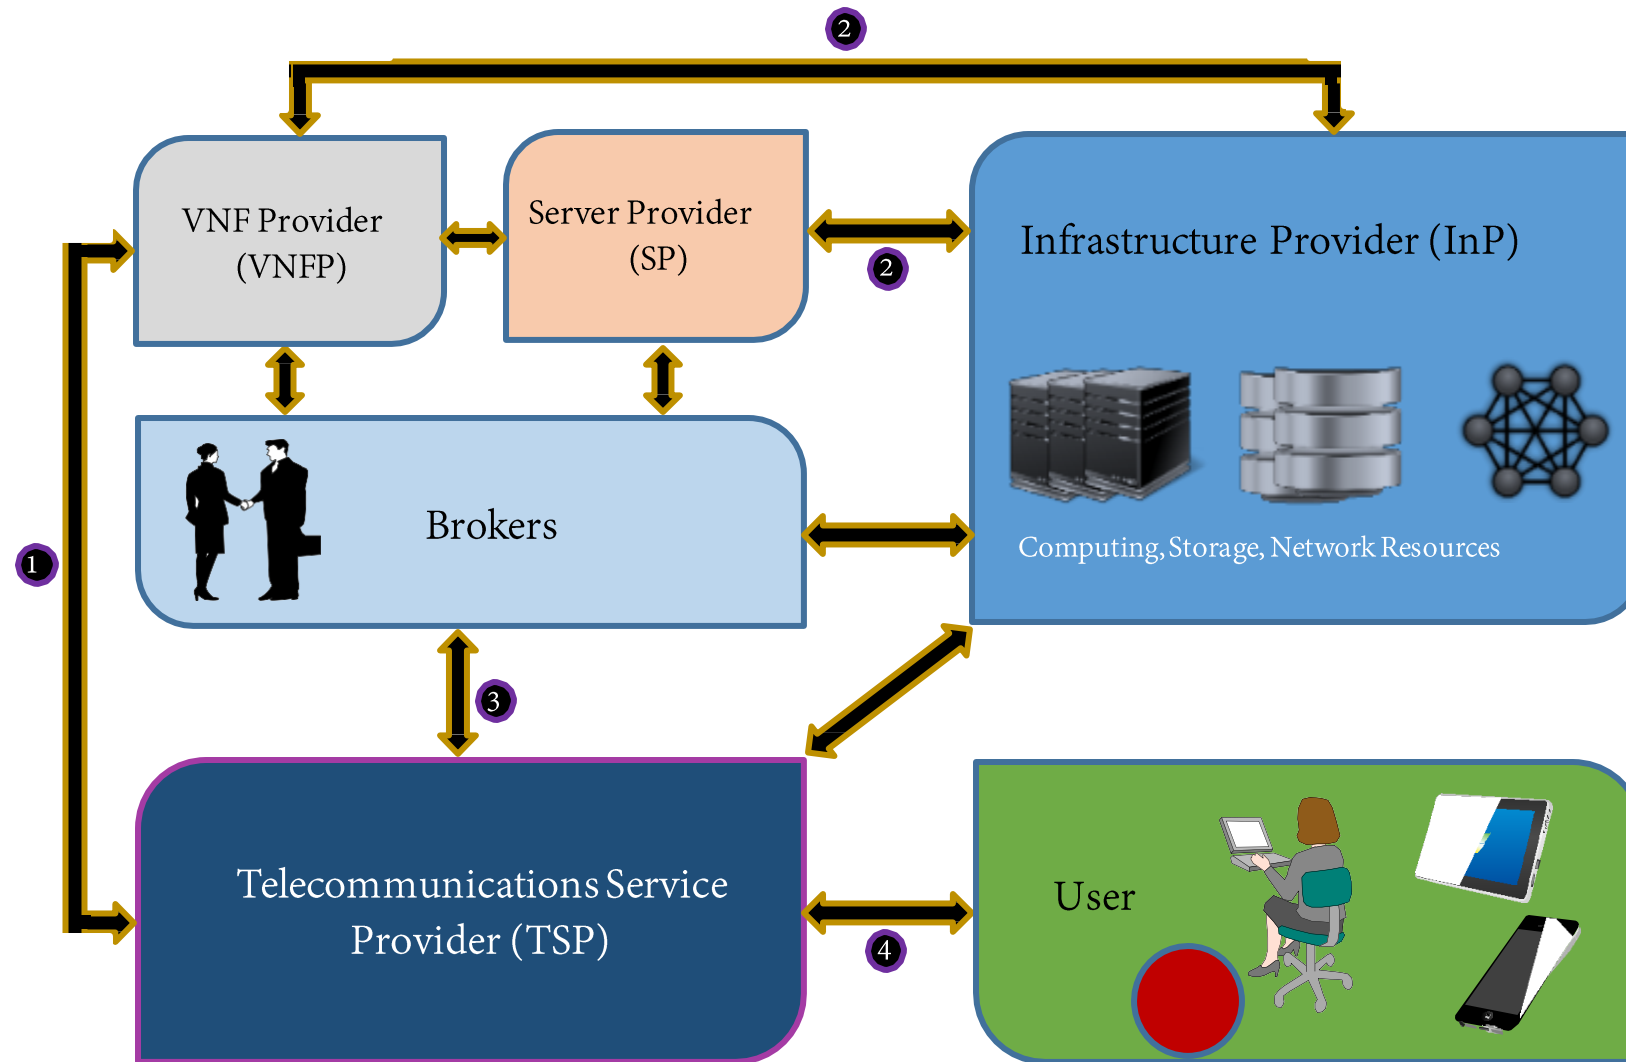 2
VNF Provider
(VNFP)
Server Provider
(SP)
2
Infrastructure Provider (InP)
Computing, Storage, Network Resources
Brokers
1
3
Telecommunications Service
Provider (TSP)
4
User